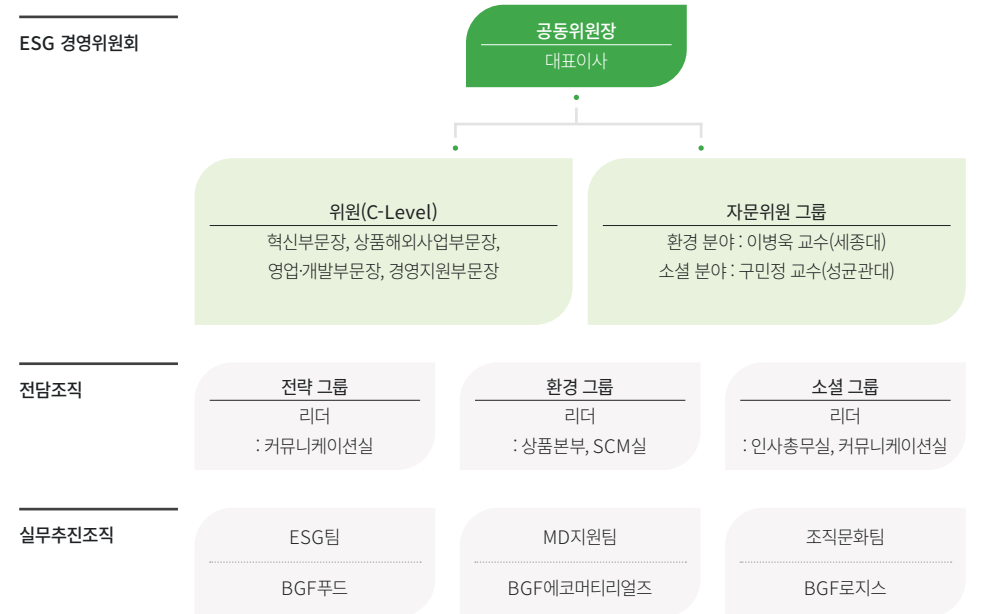 ESG 경영위원회
공동위원장
대표이사
위원(C-Level)
혁신부문장, 상품해외사업부문장,
영업·개발부문장, 경영지원부문장
자문위원 그룹
환경 분야 : 이병욱 교수(세종대)
소셜 분야 : 구민정 교수(성균관대)
전담조직
전략 그룹
리더
: 커뮤니케이션실
환경 그룹
리더
: 상품본부, SCM실
소셜 그룹
리더
: 인사총무실, 커뮤니케이션실
실무추진조직
ESG팀
BGF푸드
MD지원팀
BGF에코머티리얼즈
조직문화팀
BGF로지스